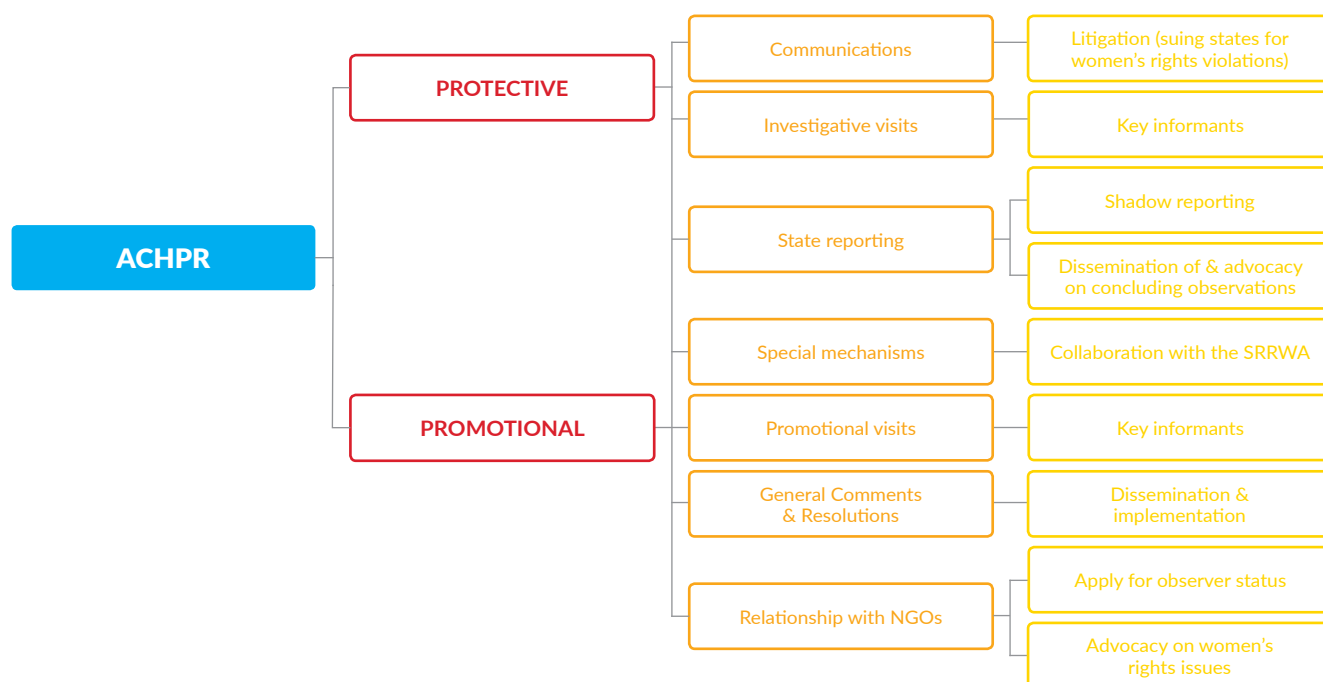 ACHPR
PROTECTIVE
PROMOTIONAL
Communications
Litigation (suing states for
women's rights violations)
Investigative visits
Key informants
State reporting
Shadow reporting
Dissemination of & advocacy
on concluding observations
Special mechanisms
Collaboration with the SRRWA
Promotional visits
Key informants
General Comments
& Resolutions
Dissemination &
implementation
Relationship with NGOs
Apply for observer status
Advocacy on women's
rights issues